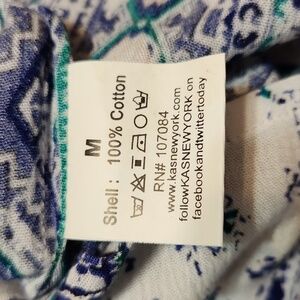 M
Shell : 100% Cotton
RN# 107084
www.kasnewyork.com
followKASNEWYORK on
facebookandtwittertoday